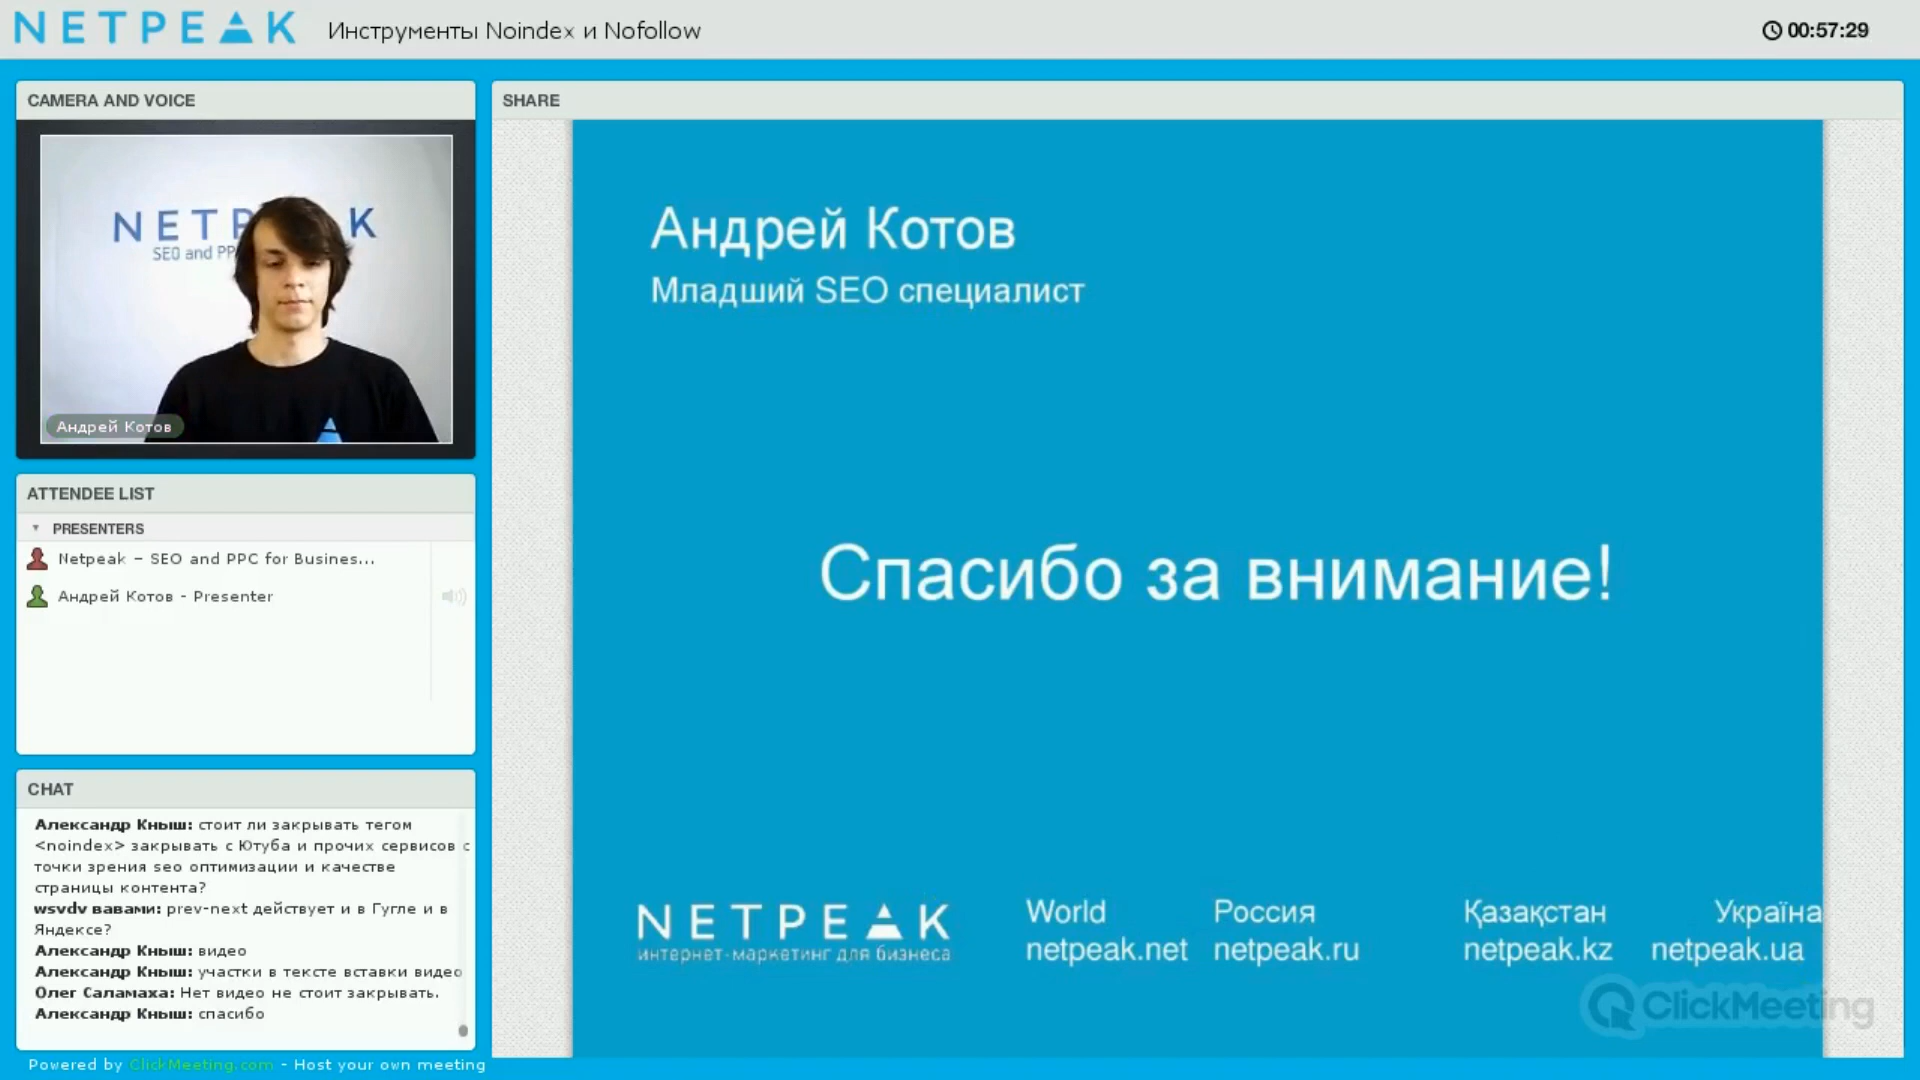 NETPEAK
Инструменты Noindex и Nofollow
00:57:29
CAMERA AND VOICE
NETP K
SEO and PP
Андрей Котов
ATTENDEE LIST
PRESENTERS
Netpeak – SEO and PPC for Busines...
Андрей Котов - Presenter
CHAT
Александр Кныш: стоит ли закрывать тегом
<noindex> закрывать с Ютуба и прочих сервисов с
точки зрения seo оптимизации и качестве
страницы контента?
wsvdv вавами: prev-next действует и в Гугле и в
Яндексе?
Александр Кныш: видео
Александр Кныш: участки в тексте вставки видео
Олег Саламаха: Нет видео не стоит закрывать.
Александр Кныш: спасибо
Powered by ClickMeeting.com - Host your own meeting
SHARE
Андрей Котов
Младший SEO специалист
Спасибо за внимание!
NETPEAK
интернет-маркетинг для бизнеса
World
netpeak.net
Россия
netpeak.ru
Қазақстан
netpeak.kz
Україна
netpeak.ua
ClickMeeting